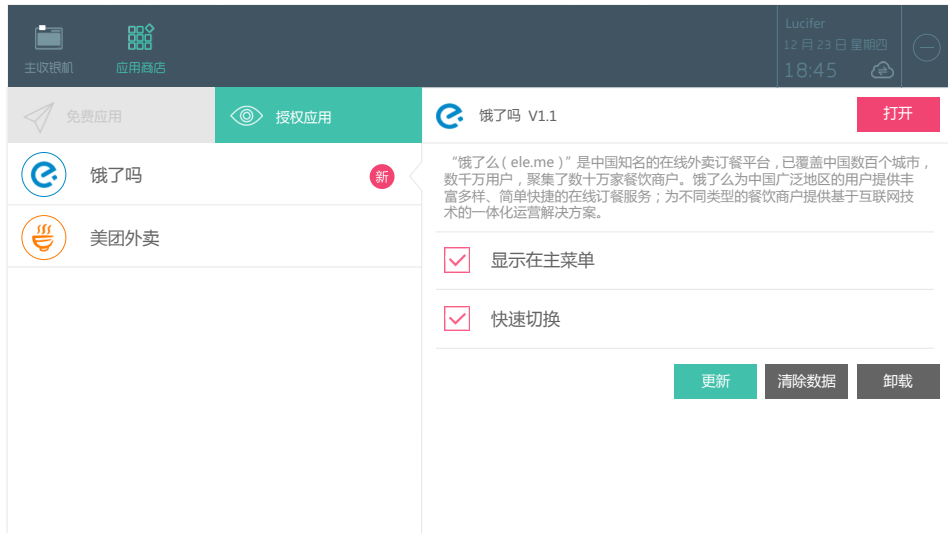 主收银机
应用商店
Lucifer
12 月 23 日 星期四
18:45
免费应用
授权应用
饿了吗
新
美团外卖
饿了吗 V1.1
打开
“饿了么 ( ele.me )” 是中国知名的在线外卖订餐平台 , 已覆盖中国数百个城市 ,
数千万用户 , 聚集了数十万家餐饮商户。饿了么为中国广泛地区的用户提供丰
富多样、简单快捷的在线订餐服务 ; 为不同类型的餐饮商户提供基于互联网技
术的一体化运营解决方案。
显示在主菜单
快速切换
更新
清除数据
卸载